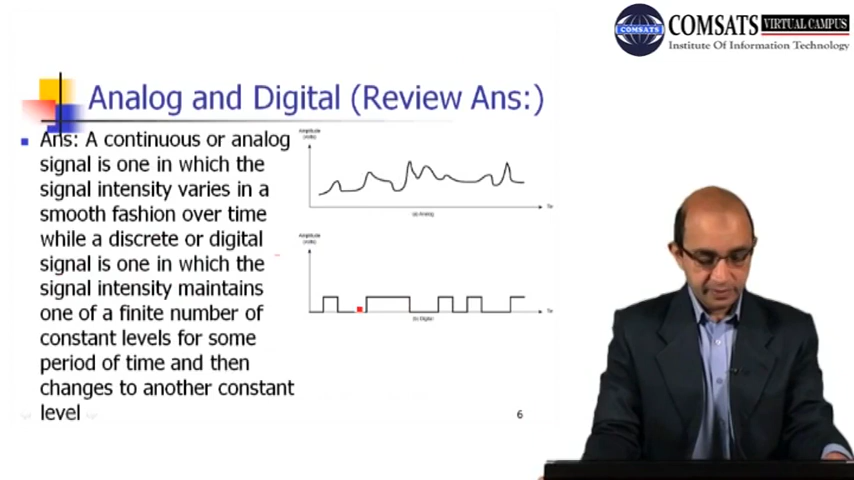 COMSATS VIRTUAL CAMPUS
COMSATS
Institute Of Information Technology
Analog and Digital (Review Ans:)
Ans: A continuous or analog
signal is one in which the
signal intensity varies in a
smooth fashion over time
while a discrete or digital
signal is one in which the
signal intensity maintains
one of a finite number of
constant levels for some
period of time and then
changes to another constant
level
Amplitude
(volts)
(a) Analog
Amplitude
(volts)
(b) Digital
6